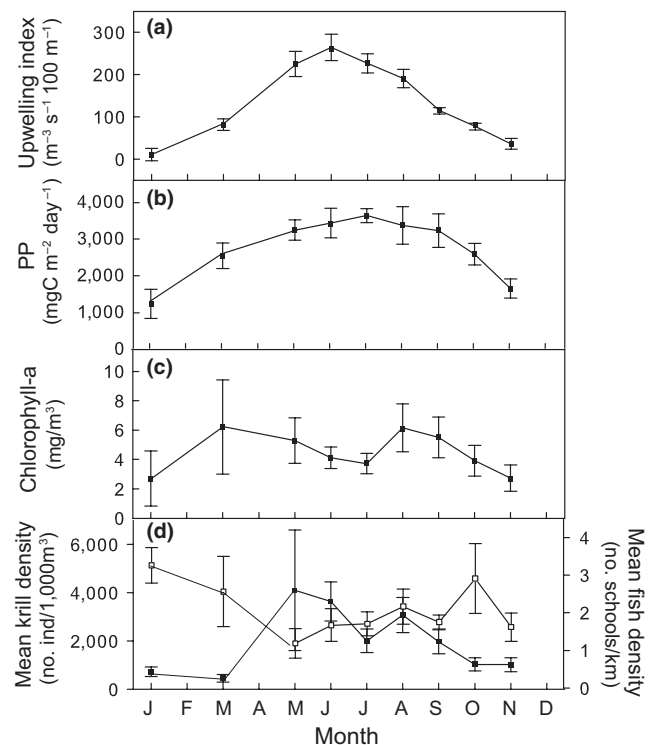 (a)
Upwelling index
(m⁻³ s⁻¹ 100 m⁻¹)
300
200
100
0
(b)
PP
(mgC m⁻² day⁻¹)
4,000
3,000
2,000
1,000
0
(c)
Chlorophyll-a
(mg/m³)
10
8
6
4
2
0
(d)
Mean krill density
(no. ind/1,000m³)
6,000
4,000
2,000
0
4
3
2
1
0
Mean fish density
(no. schools/km)
J F M A M J J A S O N D
Month